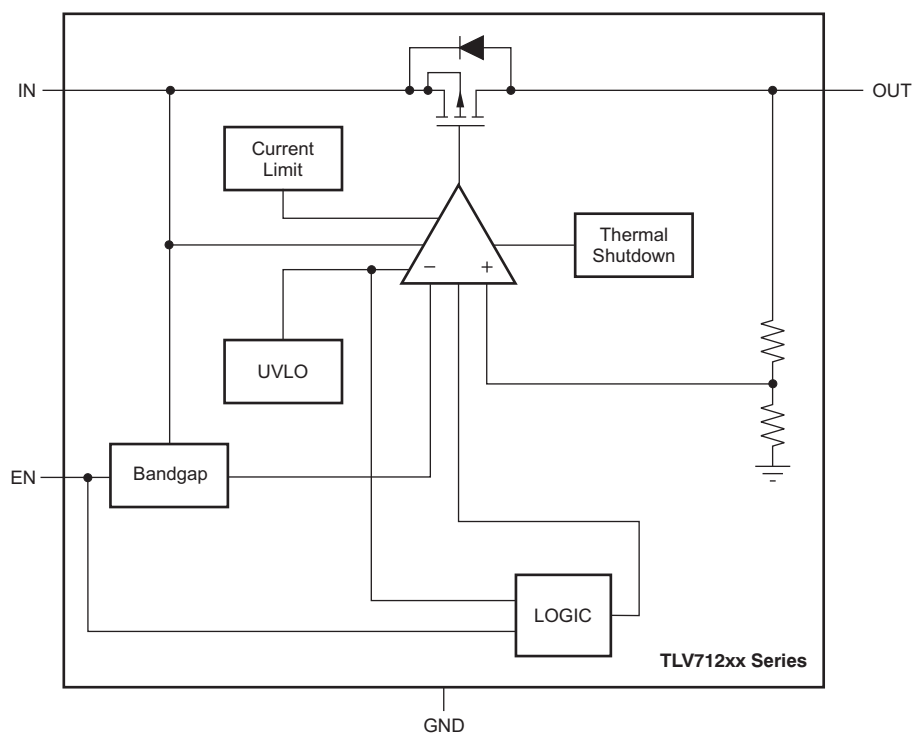 IN
OUT
Current
Limit
Thermal
Shutdown
−
+
UVLO
EN
Bandgap
LOGIC
TLV712xx Series
GND